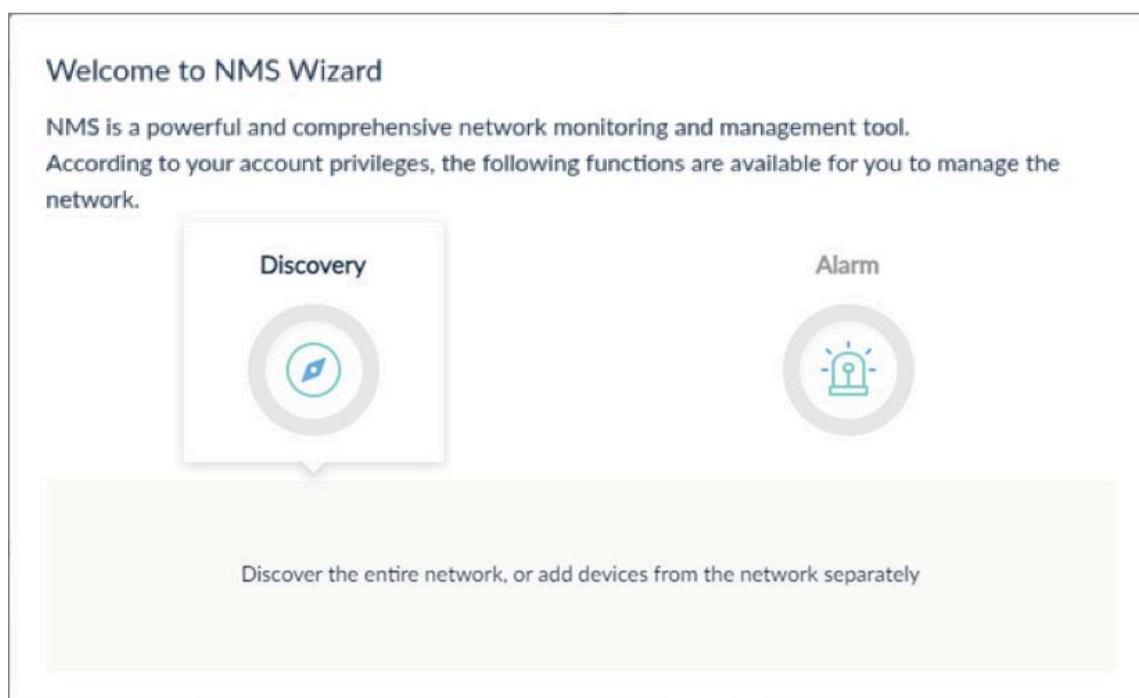 Welcome to NMS Wizard
NMS is a powerful and comprehensive network monitoring and management tool.
According to your account privileges, the following functions are available for you to manage the
network.
Discovery
Alarm
Discover the entire network, or add devices from the network separately